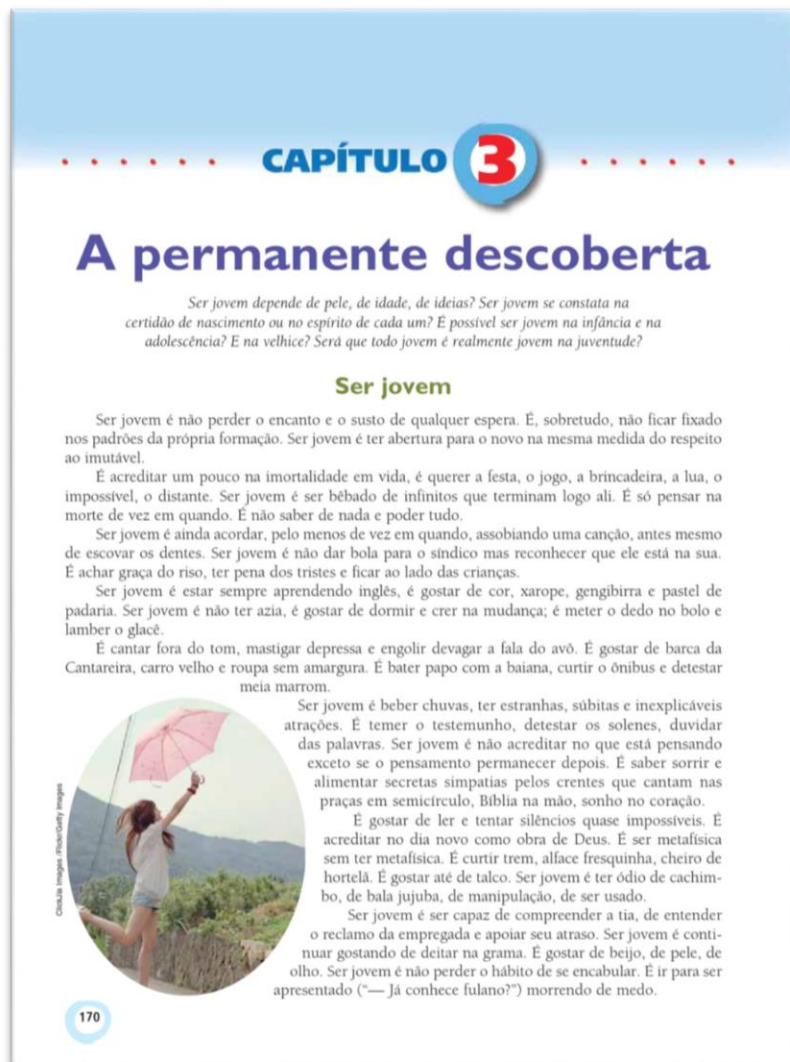 CAPÍTULO 3
A permanente descoberta
Ser jovem depende de pele, de idade, de ideias? Ser jovem se constata na
certidão de nascimento ou no espírito de cada um? É possível ser jovem na infância e na
adolescência? E na velhice? Será que todo jovem é realmente jovem na juventude?
Ser jovem
Ser jovem é não perder o encanto e o susto de qualquer espera. É, sobretudo, não ficar fixado
nos padrões da própria formação. Ser jovem é ter abertura para o novo na mesma medida do respeito
ao imutável.
É acreditar um pouco na imortalidade em vida, é querer a festa, o jogo, a brincadeira, a lua, o
impossível, o distante. Ser jovem é ser bêbado de infinitos que terminam logo ali. É só pensar na
morte de vez em quando. É não saber de nada e poder tudo.
Ser jovem é ainda acordar, pelo menos de vez em quando, assobiando uma canção, antes mesmo
de escovar os dentes. Ser jovem é não dar bola para o síndico mas reconhecer que ele está na sua.
É achar graça do riso, ter pena dos tristes e ficar ao lado das crianças.
Ser jovem é estar sempre aprendendo inglês, é gostar de cor, xarope, gengibirra e pastel de
padaria. Ser jovem é não ter azia, é gostar de dormir e crer na mudança; é meter o dedo no bolo e
lamber o glacê.
É cantar fora do tom, mastigar depressa e engolir devagar a fala do avô. É gostar de barca da
Cantareira, carro velho e roupa sem amargura. É bater papo com a baiana, curtir o ônibus e detestar
meia marrom.
Ser jovem é beber chuvas, ter estranhas, súbitas e inexplicáveis
atrações. É temer o testemunho, detestar os solenes, duvidar
das palavras. Ser jovem é não acreditar no que está pensando
exceto se o pensamento permanecer depois. É saber sorrir e
alimentar secretas simpatias pelos crentes que cantam nas
praças em semicírculo, Bíblia na mão, sonho no coração.
É gostar de ler e tentar silêncios quase impossíveis. É
acreditar no dia novo como obra de Deus. É ser metafísica
sem ter metafísica. É curtir trem, alface fresquinha, cheiro de
hortelã. É gostar até de talco. Ser jovem é ter ódio de cachim-
bo, de bala jujuba, de manipulação, de ser usado.
Ser jovem é ser capaz de compreender a tia, de entender
o reclamo da empregada e apoiar seu atraso. Ser jovem é conti-
nuar gostando de deitar na grama. É gostar de beijo, de pele, de
olho. Ser jovem é não perder o hábito de se encabular. É ir para ser
apresentado ("— Já conhece fulano?") morrendo de medo.
Images /Flickr/Getty Images
170